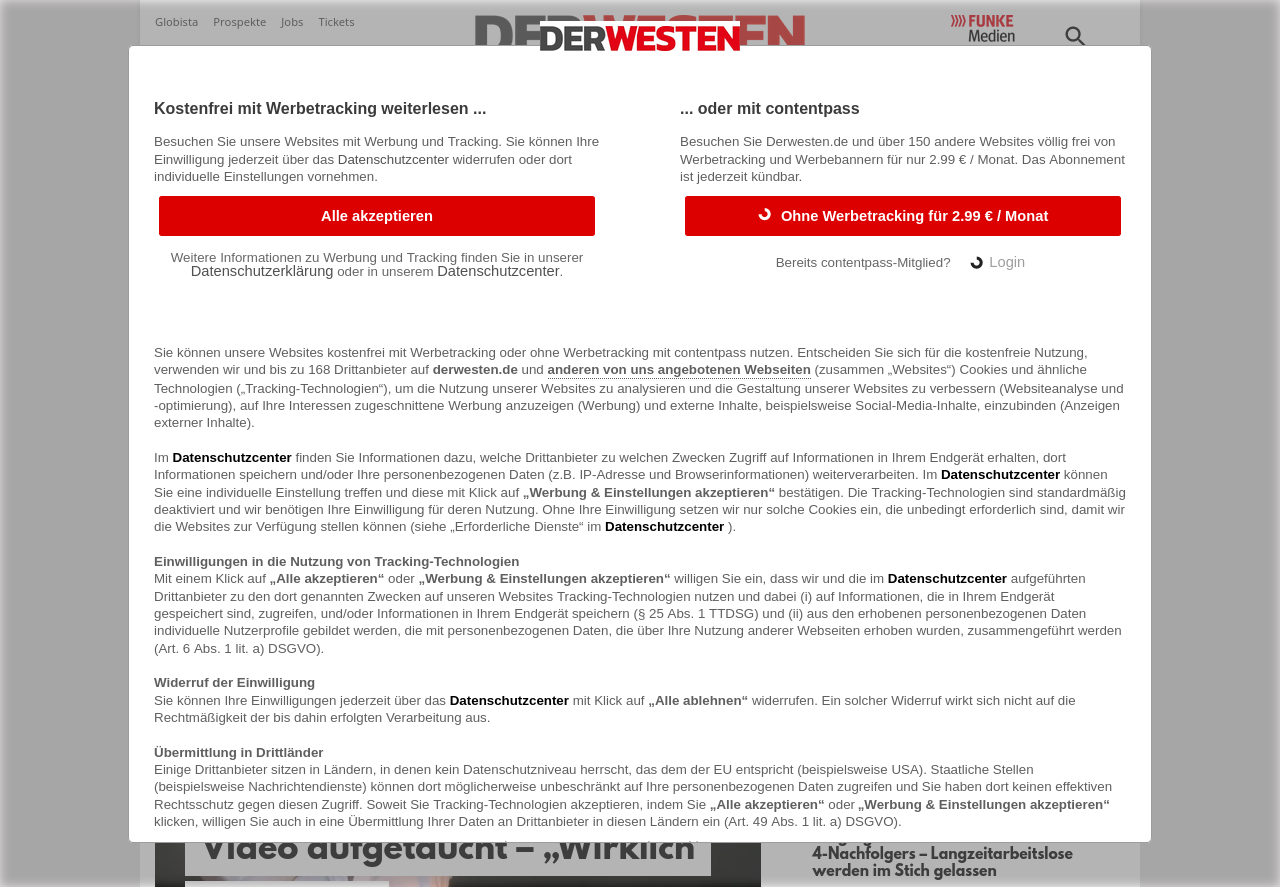 Globista Prospekte Jobs Tickets
DERWESTEN
FUNKE
Medien
DERWESTEN
Kostenfrei mit Werbetracking weiterlesen ...
Besuchen Sie unsere Websites mit Werbung und Tracking. Sie können Ihre
Einwilligung jederzeit über das Datenschutzcenter widerrufen oder dort
individuelle Einstellungen vornehmen.
Alle akzeptieren
Weitere Informationen zu Werbung und Tracking finden Sie in unserer
Datenschutzerklärung oder in unserem Datenschutzcenter.
... oder mit contentpass
Besuchen Sie Derwesten.de und über 150 andere Websites völlig frei von
Werbetracking und Werbebannern für nur 2.99 € / Monat. Das Abonnement
ist jederzeit kündbar.
Ohne Werbetracking für 2.99 € / Monat
Bereits contentpass-Mitglied? Login
Sie können unsere Websites kostenfrei mit Werbetracking oder ohne Werbetracking mit contentpass nutzen. Entscheiden Sie sich für die kostenfreie Nutzung,
verwenden wir und bis zu 168 Drittanbieter auf derwesten.de und anderen von uns angebotenen Webseiten (zusammen „Websites“) Cookies und ähnliche
Technologien („Tracking-Technologien“), um die Nutzung unserer Websites zu analysieren und die Gestaltung unserer Websites zu verbessern (Websiteanalyse und
-optimierung), auf Ihre Interessen zugeschnittene Werbung anzuzeigen (Werbung) und externe Inhalte, beispielsweise Social-Media-Inhalte, einzubinden (Anzeigen
externer Inhalte).
Im Datenschutzcenter finden Sie Informationen dazu, welche Drittanbieter zu welchen Zwecken Zugriff auf Informationen in Ihrem Endgerät erhalten, dort
Informationen speichern und/oder Ihre personenbezogenen Daten (z.B. IP-Adresse und Browserinformationen) weiterverarbeiten. Im Datenschutzcenter können
Sie eine individuelle Einstellung treffen und diese mit Klick auf „Werbung & Einstellungen akzeptieren“ bestätigen. Die Tracking-Technologien sind standardmäßig
deaktiviert und wir benötigen Ihre Einwilligung für deren Nutzung. Ohne Ihre Einwilligung setzen wir nur solche Cookies ein, die unbedingt erforderlich sind, damit wir
die Websites zur Verfügung stellen können (siehe „Erforderliche Dienste“ im Datenschutzcenter ).
Einwilligungen in die Nutzung von Tracking-Technologien
Mit einem Klick auf „Alle akzeptieren“ oder „Werbung & Einstellungen akzeptieren“ willigen Sie ein, dass wir und die im Datenschutzcenter aufgeführten
Drittanbieter zu den dort genannten Zwecken auf unseren Websites Tracking-Technologien nutzen und dabei (i) auf Informationen, die in Ihrem Endgerät
gespeichert sind, zugreifen, und/oder Informationen in Ihrem Endgerät speichern (§ 25 Abs. 1 TTDSG) und (ii) aus den erhobenen personenbezogenen Daten
individuelle Nutzerprofile gebildet werden, die mit personenbezogenen Daten, die über Ihre Nutzung anderer Webseiten erhoben wurden, zusammengeführt werden
(Art. 6 Abs. 1 lit. a) DSGVO).
Widerruf der Einwilligung
Sie können Ihre Einwilligungen jederzeit über das Datenschutzcenter mit Klick auf „Alle ablehnen“ widerrufen. Ein solcher Widerruf wirkt sich nicht auf die
Rechtmäßigkeit der bis dahin erfolgten Verarbeitung aus.
Übermittlung in Drittländer
Einige Drittanbieter sitzen in Ländern, in denen kein Datenschutzniveau herrscht, das dem der EU entspricht (beispielsweise USA). Staatliche Stellen
(beispielsweise Nachrichtendienste) können dort möglicherweise unbeschränkt auf Ihre personenbezogenen Daten zugreifen und Sie haben dort keinen effektiven
Rechtsschutz gegen diesen Zugriff. Soweit Sie Tracking-Technologien akzeptieren, indem Sie „Alle akzeptieren“ oder „Werbung & Einstellungen akzeptieren“
klicken, willigen Sie auch in eine Übermittlung Ihrer Daten an Drittanbieter in diesen Ländern ein (Art. 49 Abs. 1 lit. a) DSGVO).
Video aufgetaucht – „Wirklich
4-Nachfolgers – Langzeitarbeitslose
werden im Stich gelassen